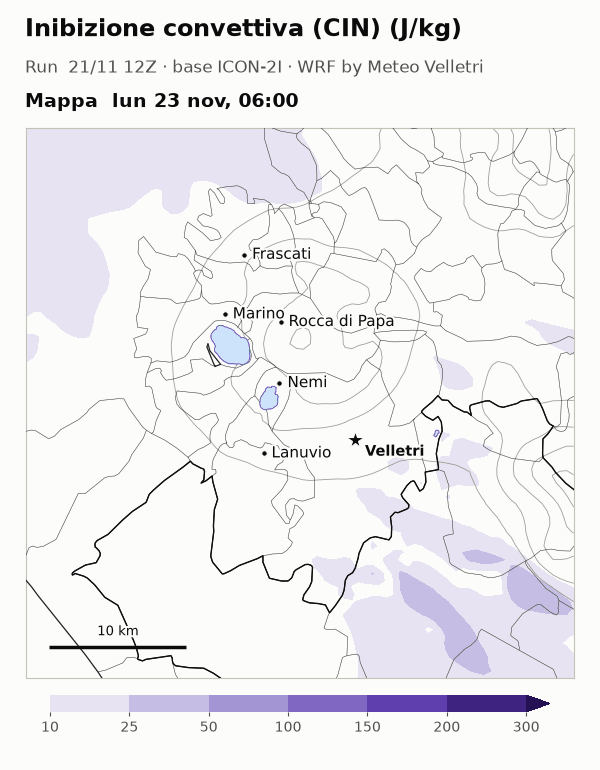 Inibizione convettiva (CIN) (J/kg)
Run  21/11 12Z · base ICON-2I · WRF by Meteo Velletri
Mappa  lun 23 nov, 06:00
Frascati
Marino
Rocca di Papa
Nemi
Velletri
Lanuvio
10 km
10 25 50 100 150 200 300